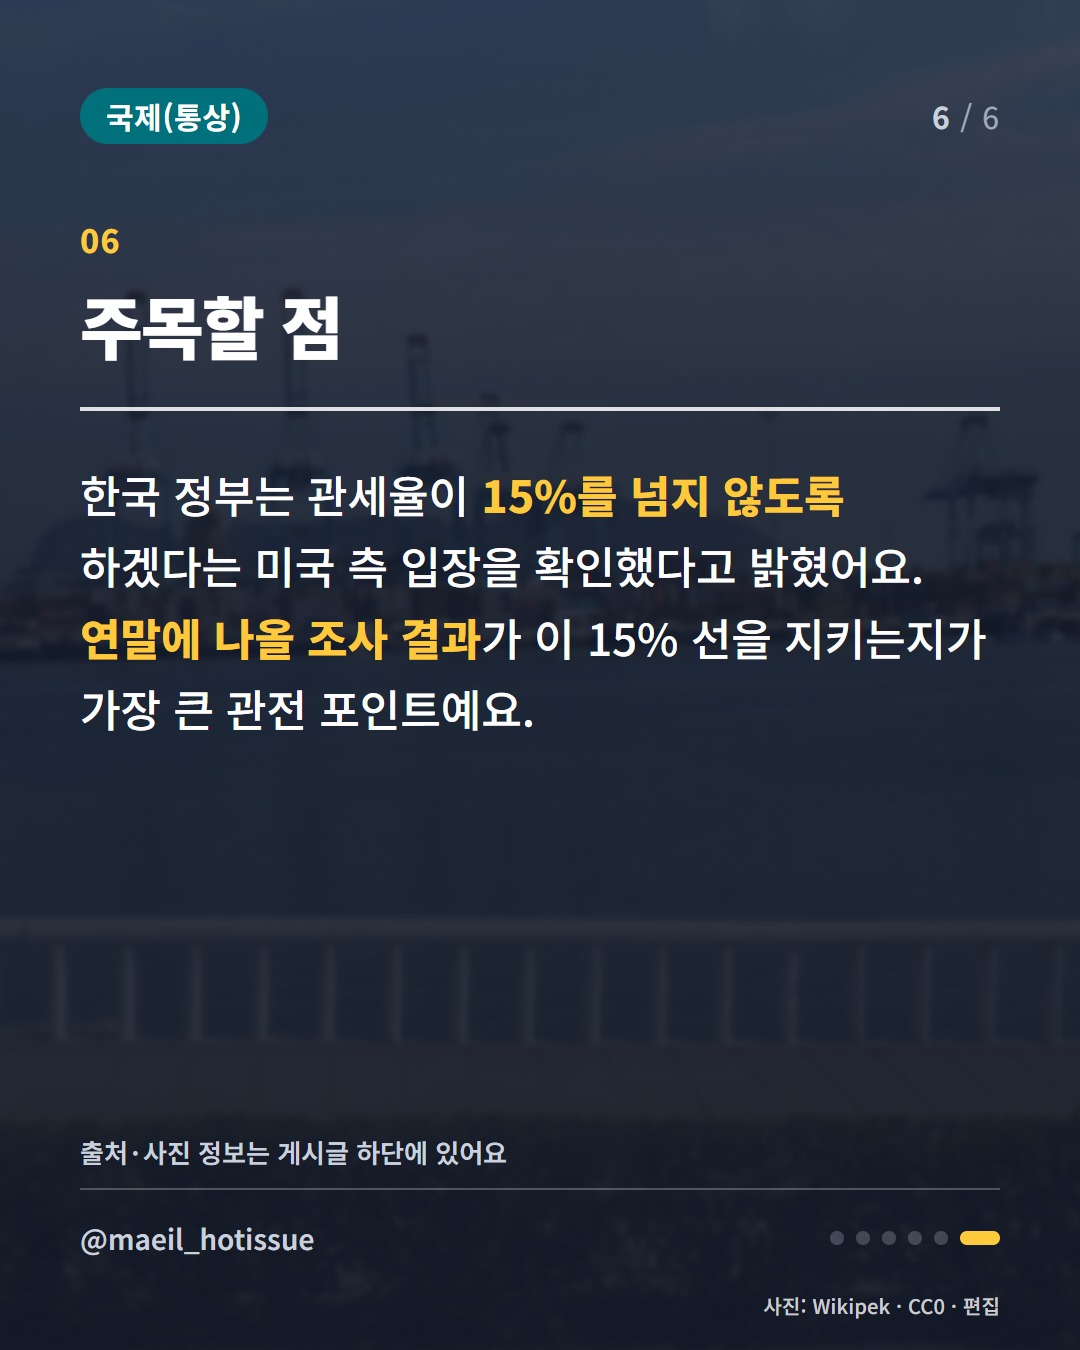 국제(통상)
6 / 6
06
주목할 점
한국 정부는 관세율이 15%를 넘지 않도록
하겠다는 미국 측 입장을 확인했다고 밝혔어요.
연말에 나올 조사 결과가 이 15% 선을 지키는지가
가장 큰 관전 포인트예요.
출처·사진 정보는 게시글 하단에 있어요
@maeil_hotissue
사진: Wikipek · CC0 · 편집